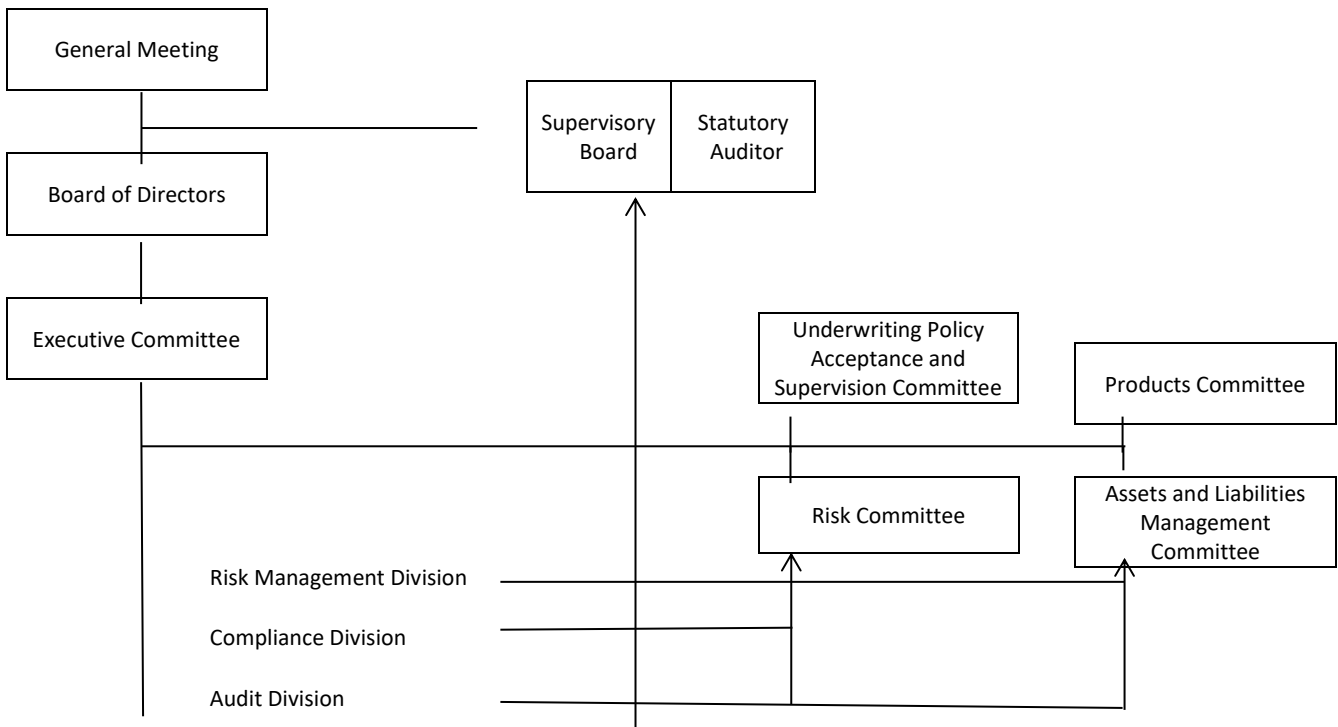 General Meeting
Supervisory
Board
Statutory
Auditor
Board of Directors
Executive Committee
Underwriting Policy
Acceptance and
Supervision Committee
Products Committee
Risk Committee
Assets and Liabilities
Management
Committee
Risk Management Division
Compliance Division
Audit Division